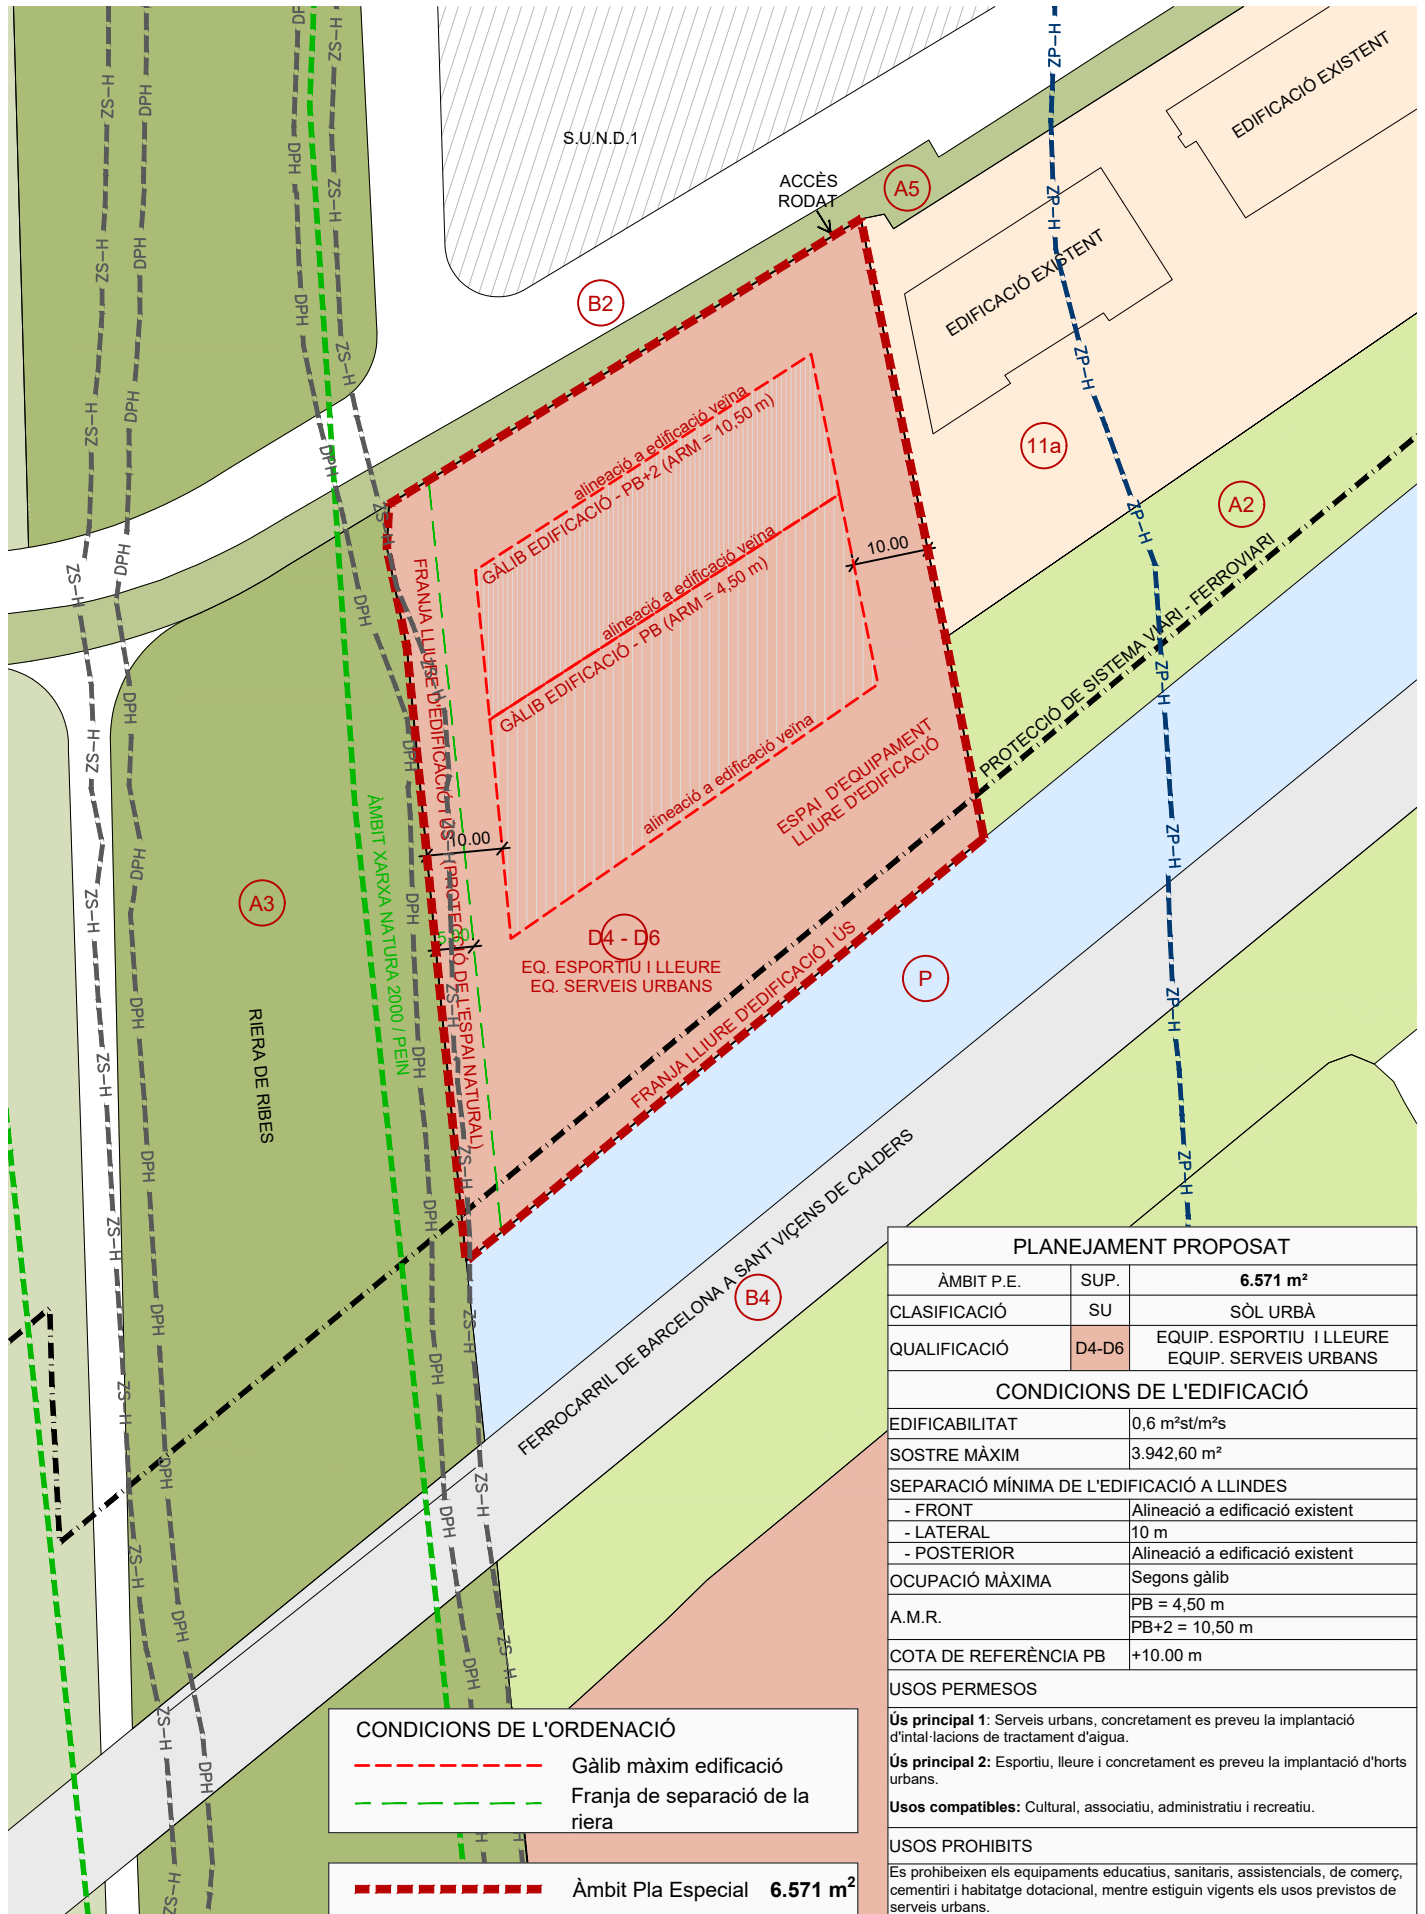 S.U.N.D.1
ACCÈS
RODAT
A5
EDIFICACIÓ EXISTENT
EDIFICACIÓ EXISTENT
B2
11a
A2
alineació a edificació veïna
GÀLIB EDIFICACIÓ - PB+2 (ARM = 10,50 m)
alineació a edificació veïna
GÀLIB EDIFICACIÓ - PB (ARM = 4,50 m)
alineació a edificació veïna
10.00
10.00
5.00
FRANJA LLIURE D'EDIFICACIÓ I ÚS (PROTECCIÓ DE L'ESPAI NATURAL)
ÀMBIT XARXA NATURA 2000 / PEIN
ESPAI D'EQUIPAMENT
LLIURE D'EDIFICACIÓ
PROTECCIÓ DE SISTEMA VIARI - FERROVIARI
A3
RIERA DE RIBES
D4 - D6
EQ. ESPORTIU I LLEURE
EQ. SERVEIS URBANS
FRANJA LLIURE D'EDIFICACIÓ I ÚS
P
FERROCARRIL DE BARCELONA A SANT VIÇENS DE CALDERS
B4
ZS-H
DPH
ZP-H
PLANEJAMENT PROPOSAT
ÀMBIT P.E. SUP. 6.571 m²
CLASIFICACIÓ SU SÒL URBÀ
QUALIFICACIÓ D4-D6 EQUIP. ESPORTIU I LLEURE
EQUIP. SERVEIS URBANS
CONDICIONS DE L'EDIFICACIÓ
EDIFICABILITAT 0,6 m²st/m²s
SOSTRE MÀXIM 3.942,60 m²
SEPARACIÓ MÍNIMA DE L'EDIFICACIÓ A LLINDES
- FRONT Alineació a edificació existent
- LATERAL 10 m
- POSTERIOR Alineació a edificació existent
OCUPACIÓ MÀXIMA Segons gàlib
A.M.R. PB = 4,50 m
PB+2 = 10,50 m
COTA DE REFERÈNCIA PB +10.00 m
USOS PERMESOS
Ús principal 1: Serveis urbans, concretament es preveu la implantació
d'intal·lacions de tractament d'aigua.
Ús principal 2: Esportiu, lleure i concretament es preveu la implantació d'horts
urbans.
Usos compatibles: Cultural, associatiu, administratiu i recreatiu.
USOS PROHIBITS
Es prohibeixen els equipaments educatius, sanitaris, assistencials, de comerç,
cementiri i habitatge dotacional, mentre estiguin vigents els usos previstos de
serveis urbans.
CONDICIONS DE L'ORDENACIÓ
Gàlib màxim edificació
Franja de separació de la
riera
Àmbit Pla Especial 6.571 m²